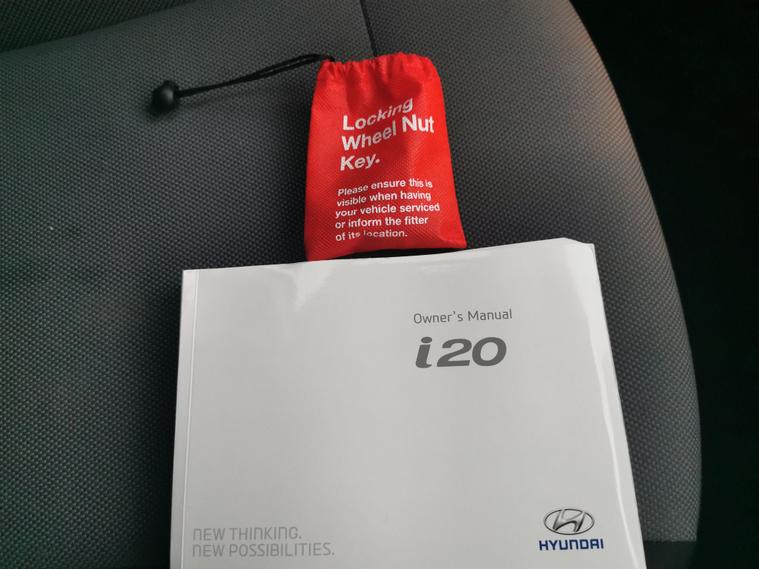 Locking
Wheel Nut
Key.
Please ensure this is
visible when having
your vehicle serviced
or inform the fitter
of its location.
Owner's Manual
i20
NEW THINKING.
NEW POSSIBILITIES.
HYUNDAI